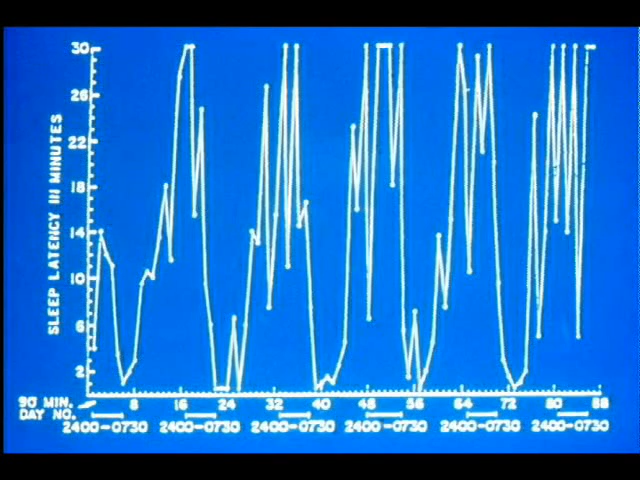 30
26
22
18
14
10
6
2
SLEEP LATENCY IN MINUTES
90 MIN. 8 16 24 32 40 48 56 64 72 80 88
DAY NO.
2400-0730 2400-0730 2400-0730 2400-0730 2400-0730 2400-0730